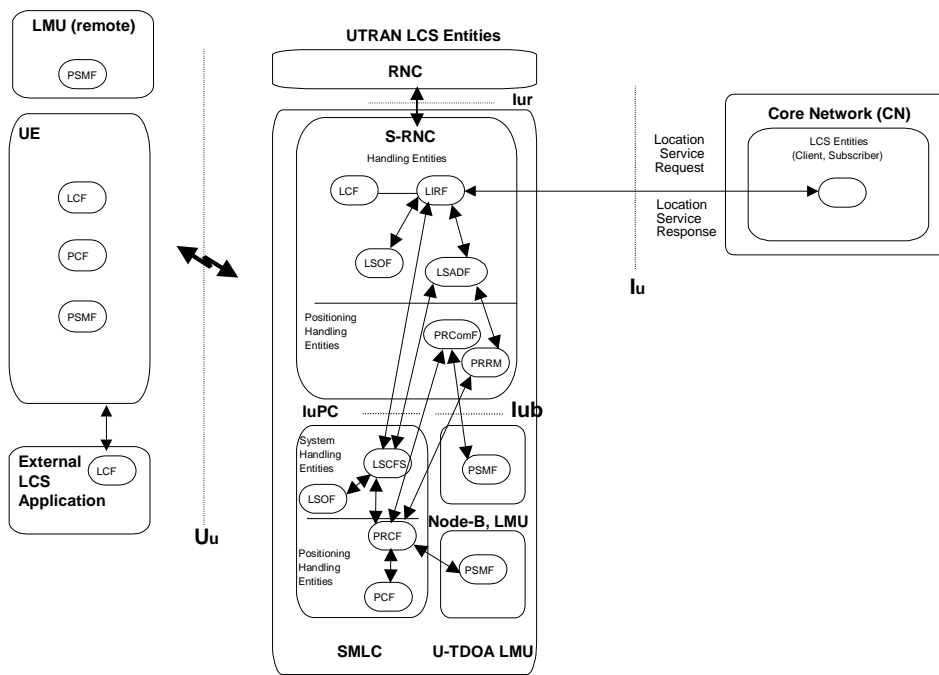 LMU (remote)
PSMF
UE
LCF
PCF
PSMF
External
LCS
Application
LCF
Uu
UTRAN LCS Entities
RNC
Iur
S-RNC
Handling Entities
LCF
LIRF
LSOF
LSADF
Positioning
Handling
Entities
PRComF
PRRM
IuPC
Iub
System
Handling
Entities
LSCFS
LSOF
PSMF
Node-B, LMU
PRCF
Positioning
Handling
Entities
PSMF
PCF
SMLC
U-TDOA LMU
Location
Service
Request
Location
Service
Response
Iu
Core Network (CN)
LCS Entities
(Client, Subscriber)